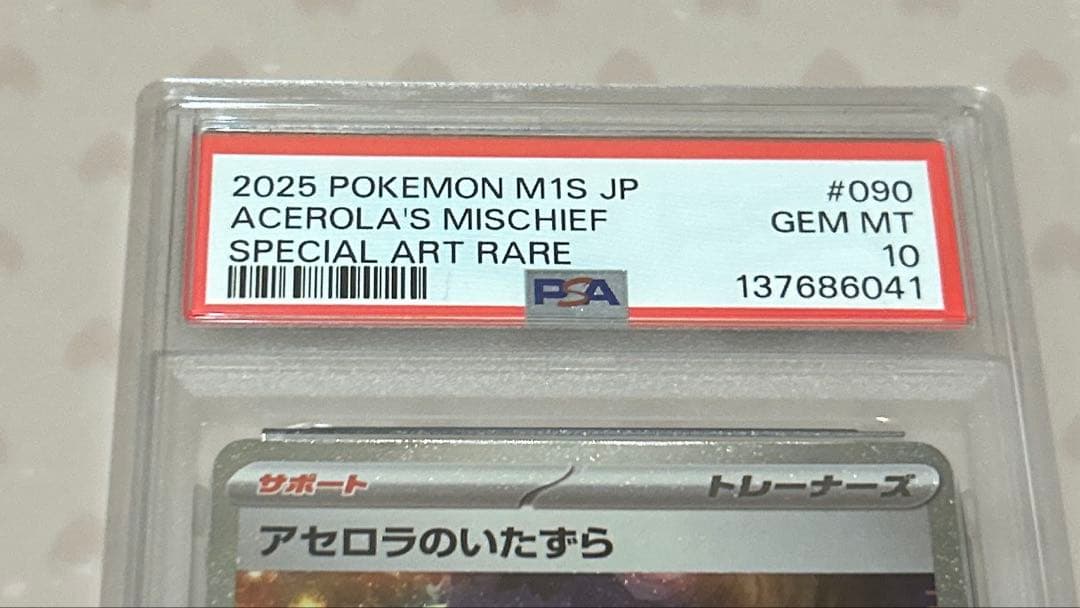 2025 POKEMON M1S JP #090
ACEROLA'S MISCHIEF GEM MT
SPECIAL ART RARE 10
PSA 137686041
サポート トレーナーズ
アセロラのいたずら